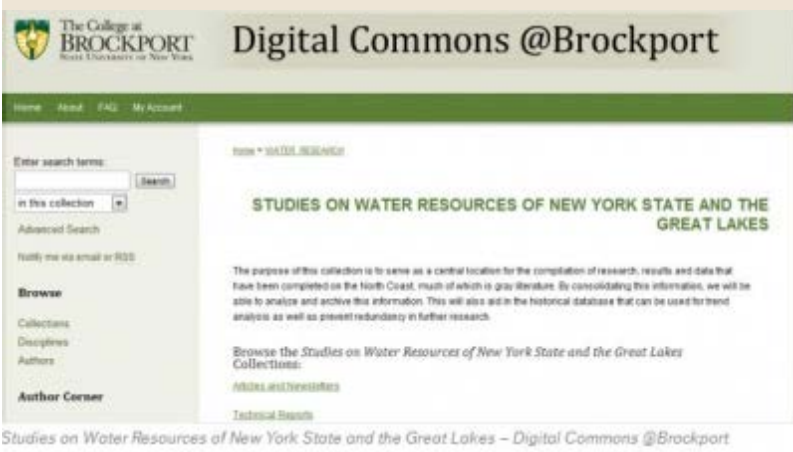 The College at
BROCKPORT
STATE UNIVERSITY OF NEW YORK
Digital Commons @Brockport
Home About FAQ My Account
Enter search terms:
Search
in this collection
Advanced Search
Notify me via email or RSS
Browse
Collections
Disciplines
Authors
Author Corner
Home > WATER_RESEARCH
STUDIES ON WATER RESOURCES OF NEW YORK STATE AND THE
GREAT LAKES
The purpose of this collection is to serve as a central location for the compilation of research, results and data that
have been completed on the North Coast, much of which is gray literature. By consolidating this information, we will be
able to analyze and archive this information. This will also aid in the historical database that can be used for trend
analysis as well as prevent redundancy in further research.
Browse the Studies on Water Resources of New York State and the Great Lakes
Collections:
Articles and Newsletters
Technical Reports
Studies on Water Resources of New York State and the Great Lakes – Digital Commons @Brockport